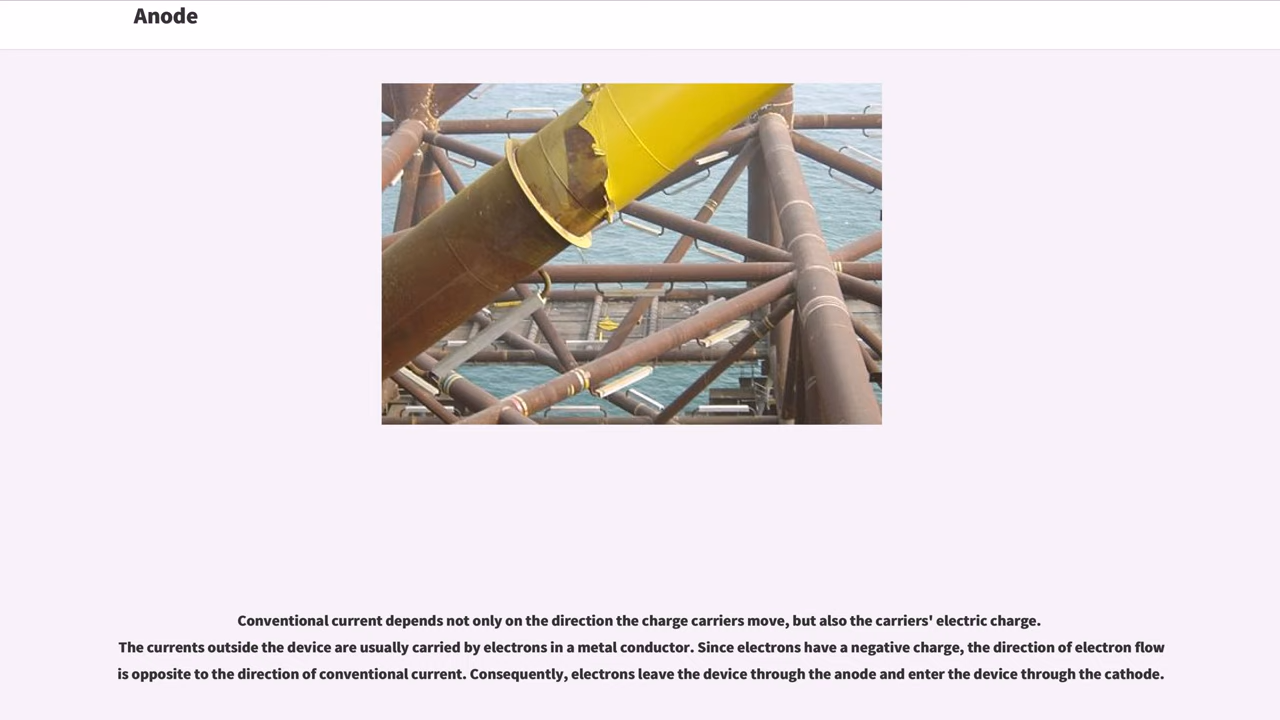 Anode
Conventional current depends not only on the direction the charge carriers move, but also the carriers' electric charge.
The currents outside the device are usually carried by electrons in a metal conductor. Since electrons have a negative charge, the direction of electron flow
is opposite to the direction of conventional current. Consequently, electrons leave the device through the anode and enter the device through the cathode.